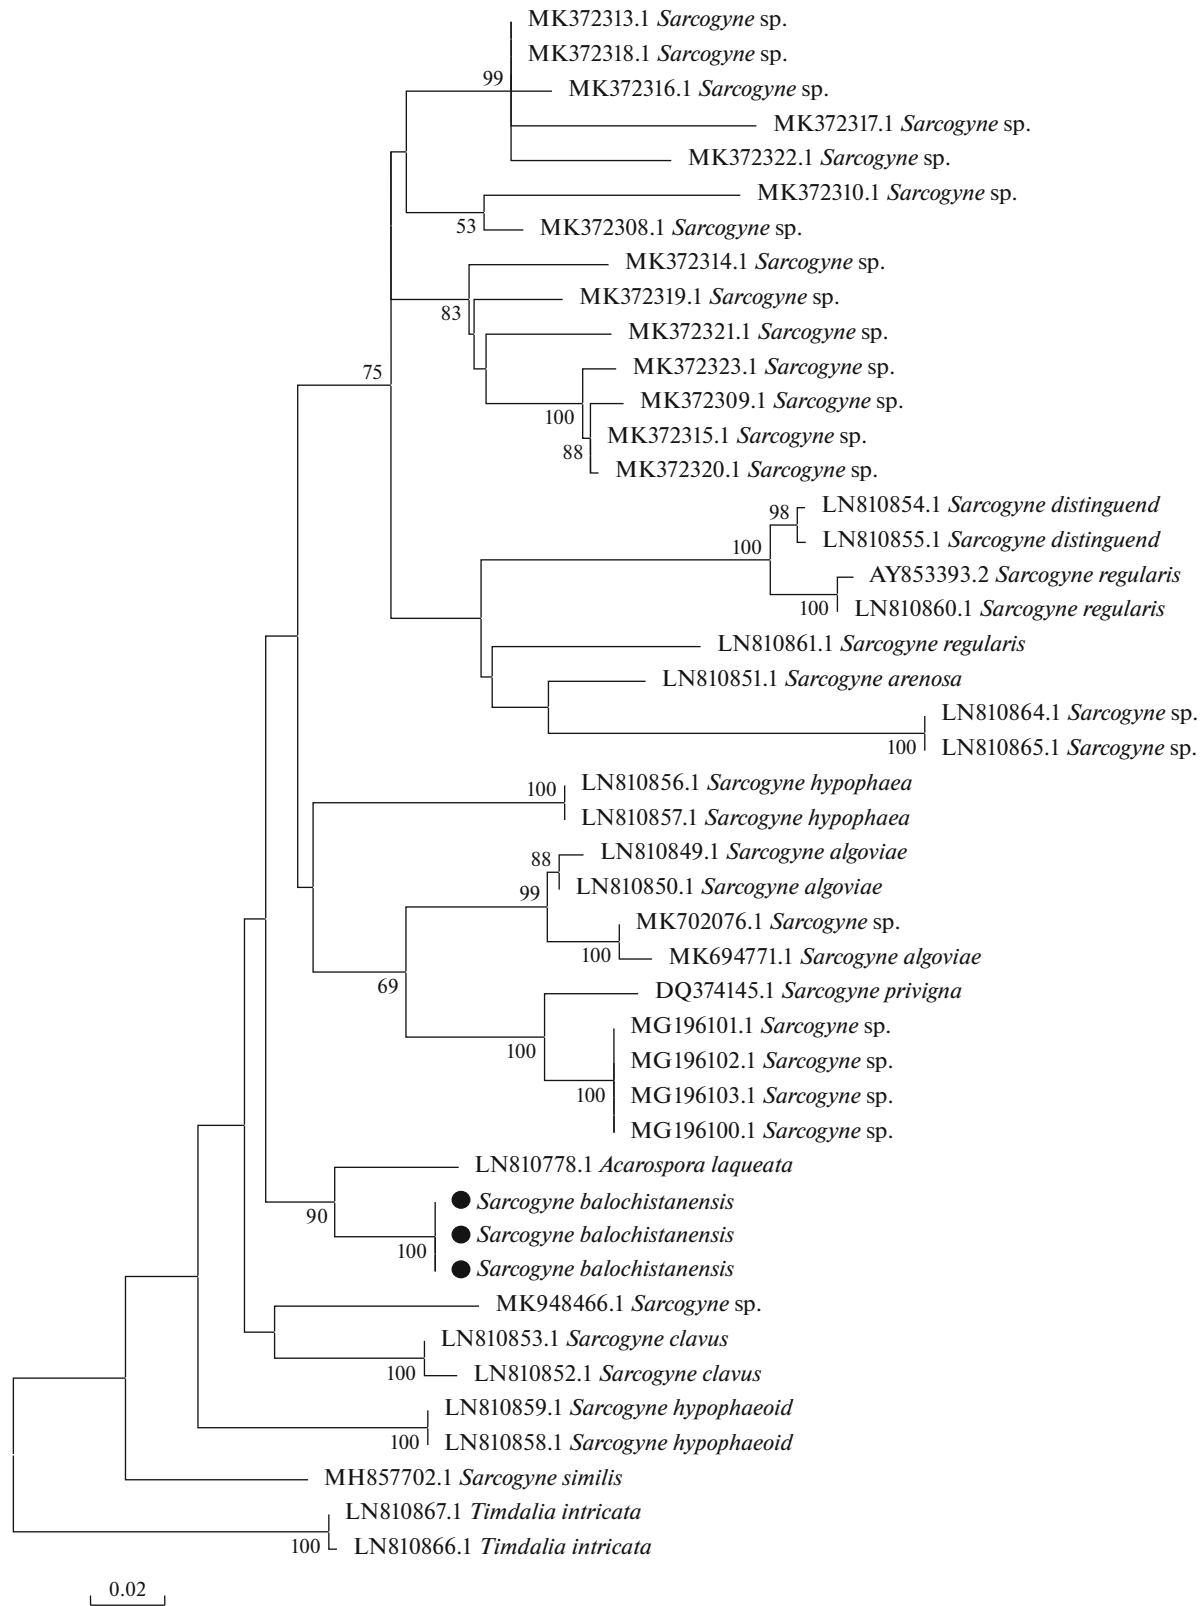 MK372313.1 Sarcogyne sp.
MK372318.1 Sarcogyne sp.
99
MK372316.1 Sarcogyne sp.
MK372317.1 Sarcogyne sp.
MK372322.1 Sarcogyne sp.
MK372310.1 Sarcogyne sp.
53
MK372308.1 Sarcogyne sp.
MK372314.1 Sarcogyne sp.
MK372319.1 Sarcogyne sp.
83
MK372321.1 Sarcogyne sp.
75
MK372323.1 Sarcogyne sp.
MK372309.1 Sarcogyne sp.
100
MK372315.1 Sarcogyne sp.
88
MK372320.1 Sarcogyne sp.
98
LN810854.1 Sarcogyne distinguend
100
LN810855.1 Sarcogyne distinguend
AY853393.2 Sarcogyne regularis
100
LN810860.1 Sarcogyne regularis
LN810861.1 Sarcogyne regularis
LN810851.1 Sarcogyne arenosa
LN810864.1 Sarcogyne sp.
100
LN810865.1 Sarcogyne sp.
100
LN810856.1 Sarcogyne hypophaea
LN810857.1 Sarcogyne hypophaea
88
LN810849.1 Sarcogyne algoviae
99
LN810850.1 Sarcogyne algoviae
MK702076.1 Sarcogyne sp.
100
MK694771.1 Sarcogyne algoviae
69
DQ374145.1 Sarcogyne privigna
MG196101.1 Sarcogyne sp.
100
MG196102.1 Sarcogyne sp.
100
MG196103.1 Sarcogyne sp.
MG196100.1 Sarcogyne sp.
LN810778.1 Acarospora laqueata
90
Sarcogyne balochistanensis
Sarcogyne balochistanensis
100
Sarcogyne balochistanensis
MK948466.1 Sarcogyne sp.
LN810853.1 Sarcogyne clavus
100
LN810852.1 Sarcogyne clavus
LN810859.1 Sarcogyne hypophaeoid
100
LN810858.1 Sarcogyne hypophaeoid
MH857702.1 Sarcogyne similis
LN810867.1 Timdalia intricata
100
LN810866.1 Timdalia intricata
0.02